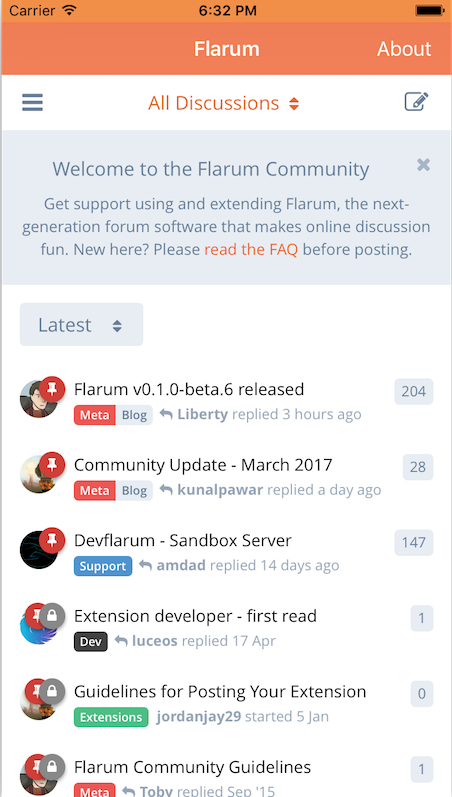 Carrier 6:32 PM
Flarum About
All Discussions
Welcome to the Flarum Community
Get support using and extending Flarum, the next-
generation forum software that makes online discussion
fun. New here? Please read the FAQ before posting.
Latest
Flarum v0.1.0-beta.6 released 204
Meta Blog Liberty replied 3 hours ago
Community Update - March 2017 28
Meta Blog kunalpawar replied a day ago
Devflarum - Sandbox Server 147
Support amdad replied 14 days ago
Extension developer - first read 1
Dev luceos replied 17 Apr
Guidelines for Posting Your Extension 0
Extensions jordanjay29 started 5 Jan
Flarum Community Guidelines 1
Meta Toby replied Sep '15